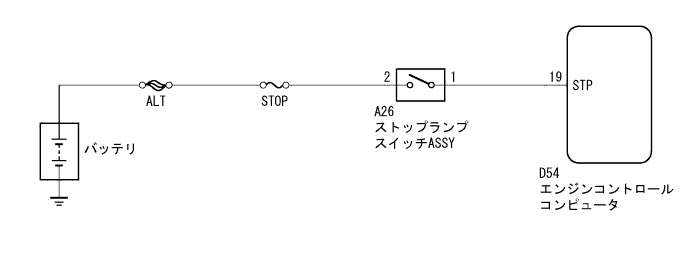 2
1
19
STP
ALT
STOP
A26
ストップランプ
スイッチASSY
バッテリ
D54
エンジンコントロール
コンピュータ